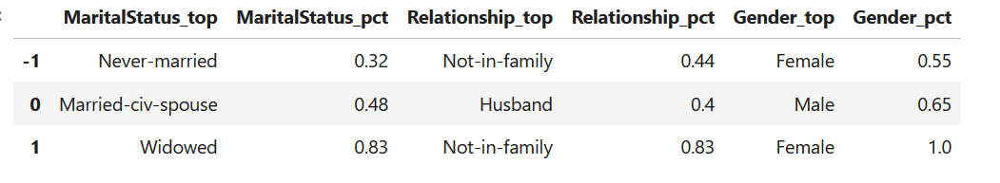 MaritalStatus_top MaritalStatus_pct Relationship_top Relationship_pct Gender_top Gender_pct
-1 Never-married 0.32 Not-in-family 0.44 Female 0.55
0 Married-civ-spouse 0.48 Husband 0.4 Male 0.65
1 Widowed 0.83 Not-in-family 0.83 Female 1.0